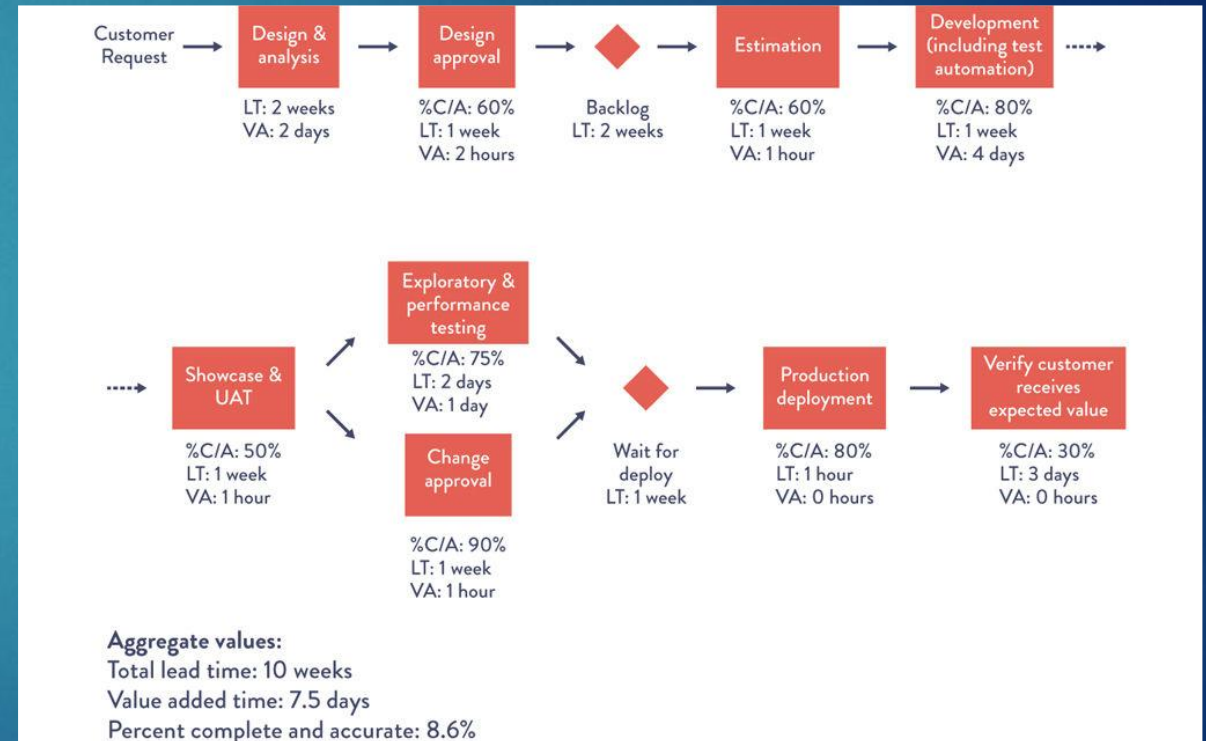 Customer
Request
Design &
analysis
LT: 2 weeks
VA: 2 days
Design
approval
%C/A: 60%
LT: 1 week
VA: 2 hours
Backlog
LT: 2 weeks
Estimation
%C/A: 60%
LT: 1 week
VA: 1 hour
Development
(including test
automation)
%C/A: 80%
LT: 1 week
VA: 4 days
Showcase &
UAT
%C/A: 50%
LT: 1 week
VA: 1 hour
Exploratory &
performance
testing
%C/A: 75%
LT: 2 days
VA: 1 day
Change
approval
%C/A: 90%
LT: 1 week
VA: 1 hour
Wait for
deploy
LT: 1 week
Production
deployment
%C/A: 80%
LT: 1 hour
VA: 0 hours
Verify customer
receives
expected value
%C/A: 30%
LT: 3 days
VA: 0 hours
Aggregate values:
Total lead time: 10 weeks
Value added time: 7.5 days
Percent complete and accurate: 8.6%